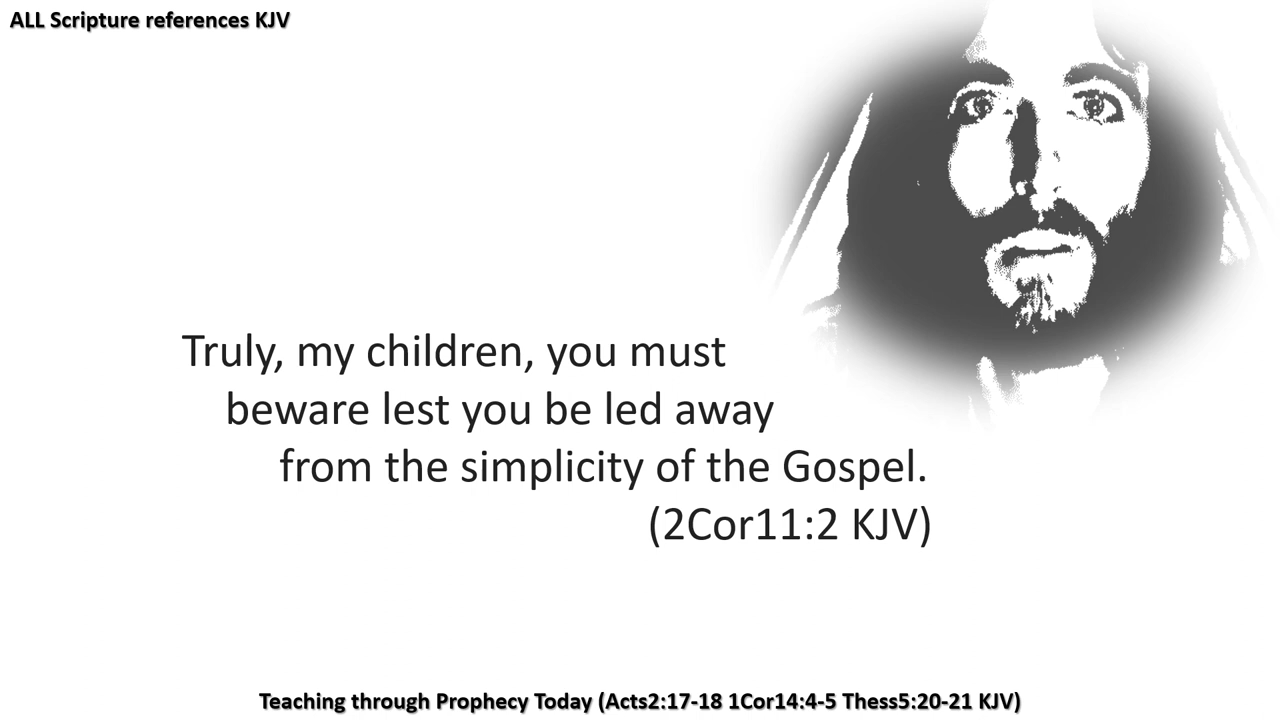 ALL Scripture references KJV
Truly, my children, you must
beware lest you be led away
from the simplicity of the Gospel.
(2Cor11:2 KJV)
Teaching through Prophecy Today (Acts2:17-18 1Cor14:4-5 Thess5:20-21 KJV)